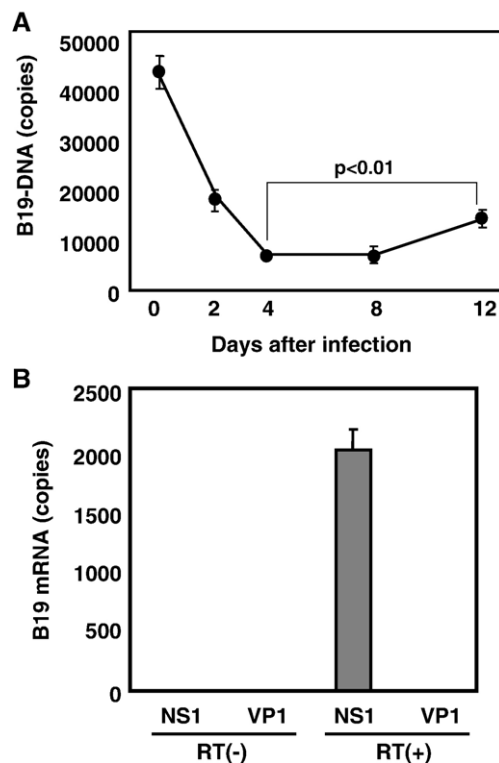 A
B19-DNA (copies)
50000
40000
30000
20000
10000
0
p<0.01
0 2 4 8 12
Days after infection
B
B19 mRNA (copies)
2500
2000
1500
1000
500
0
NS1 VP1 NS1 VP1
RT(-) RT(+)